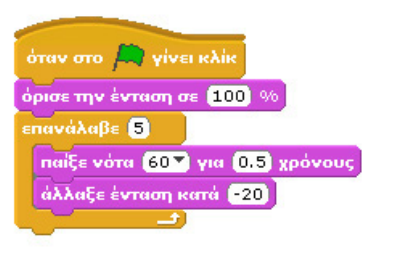 όταν στο γίνει κλίκ
όρισε την ένταση σε 100 %
επανάλαβε 5
παίξε νότα 60 για 0.5 χρόνους
άλλαξε ένταση κατά -20